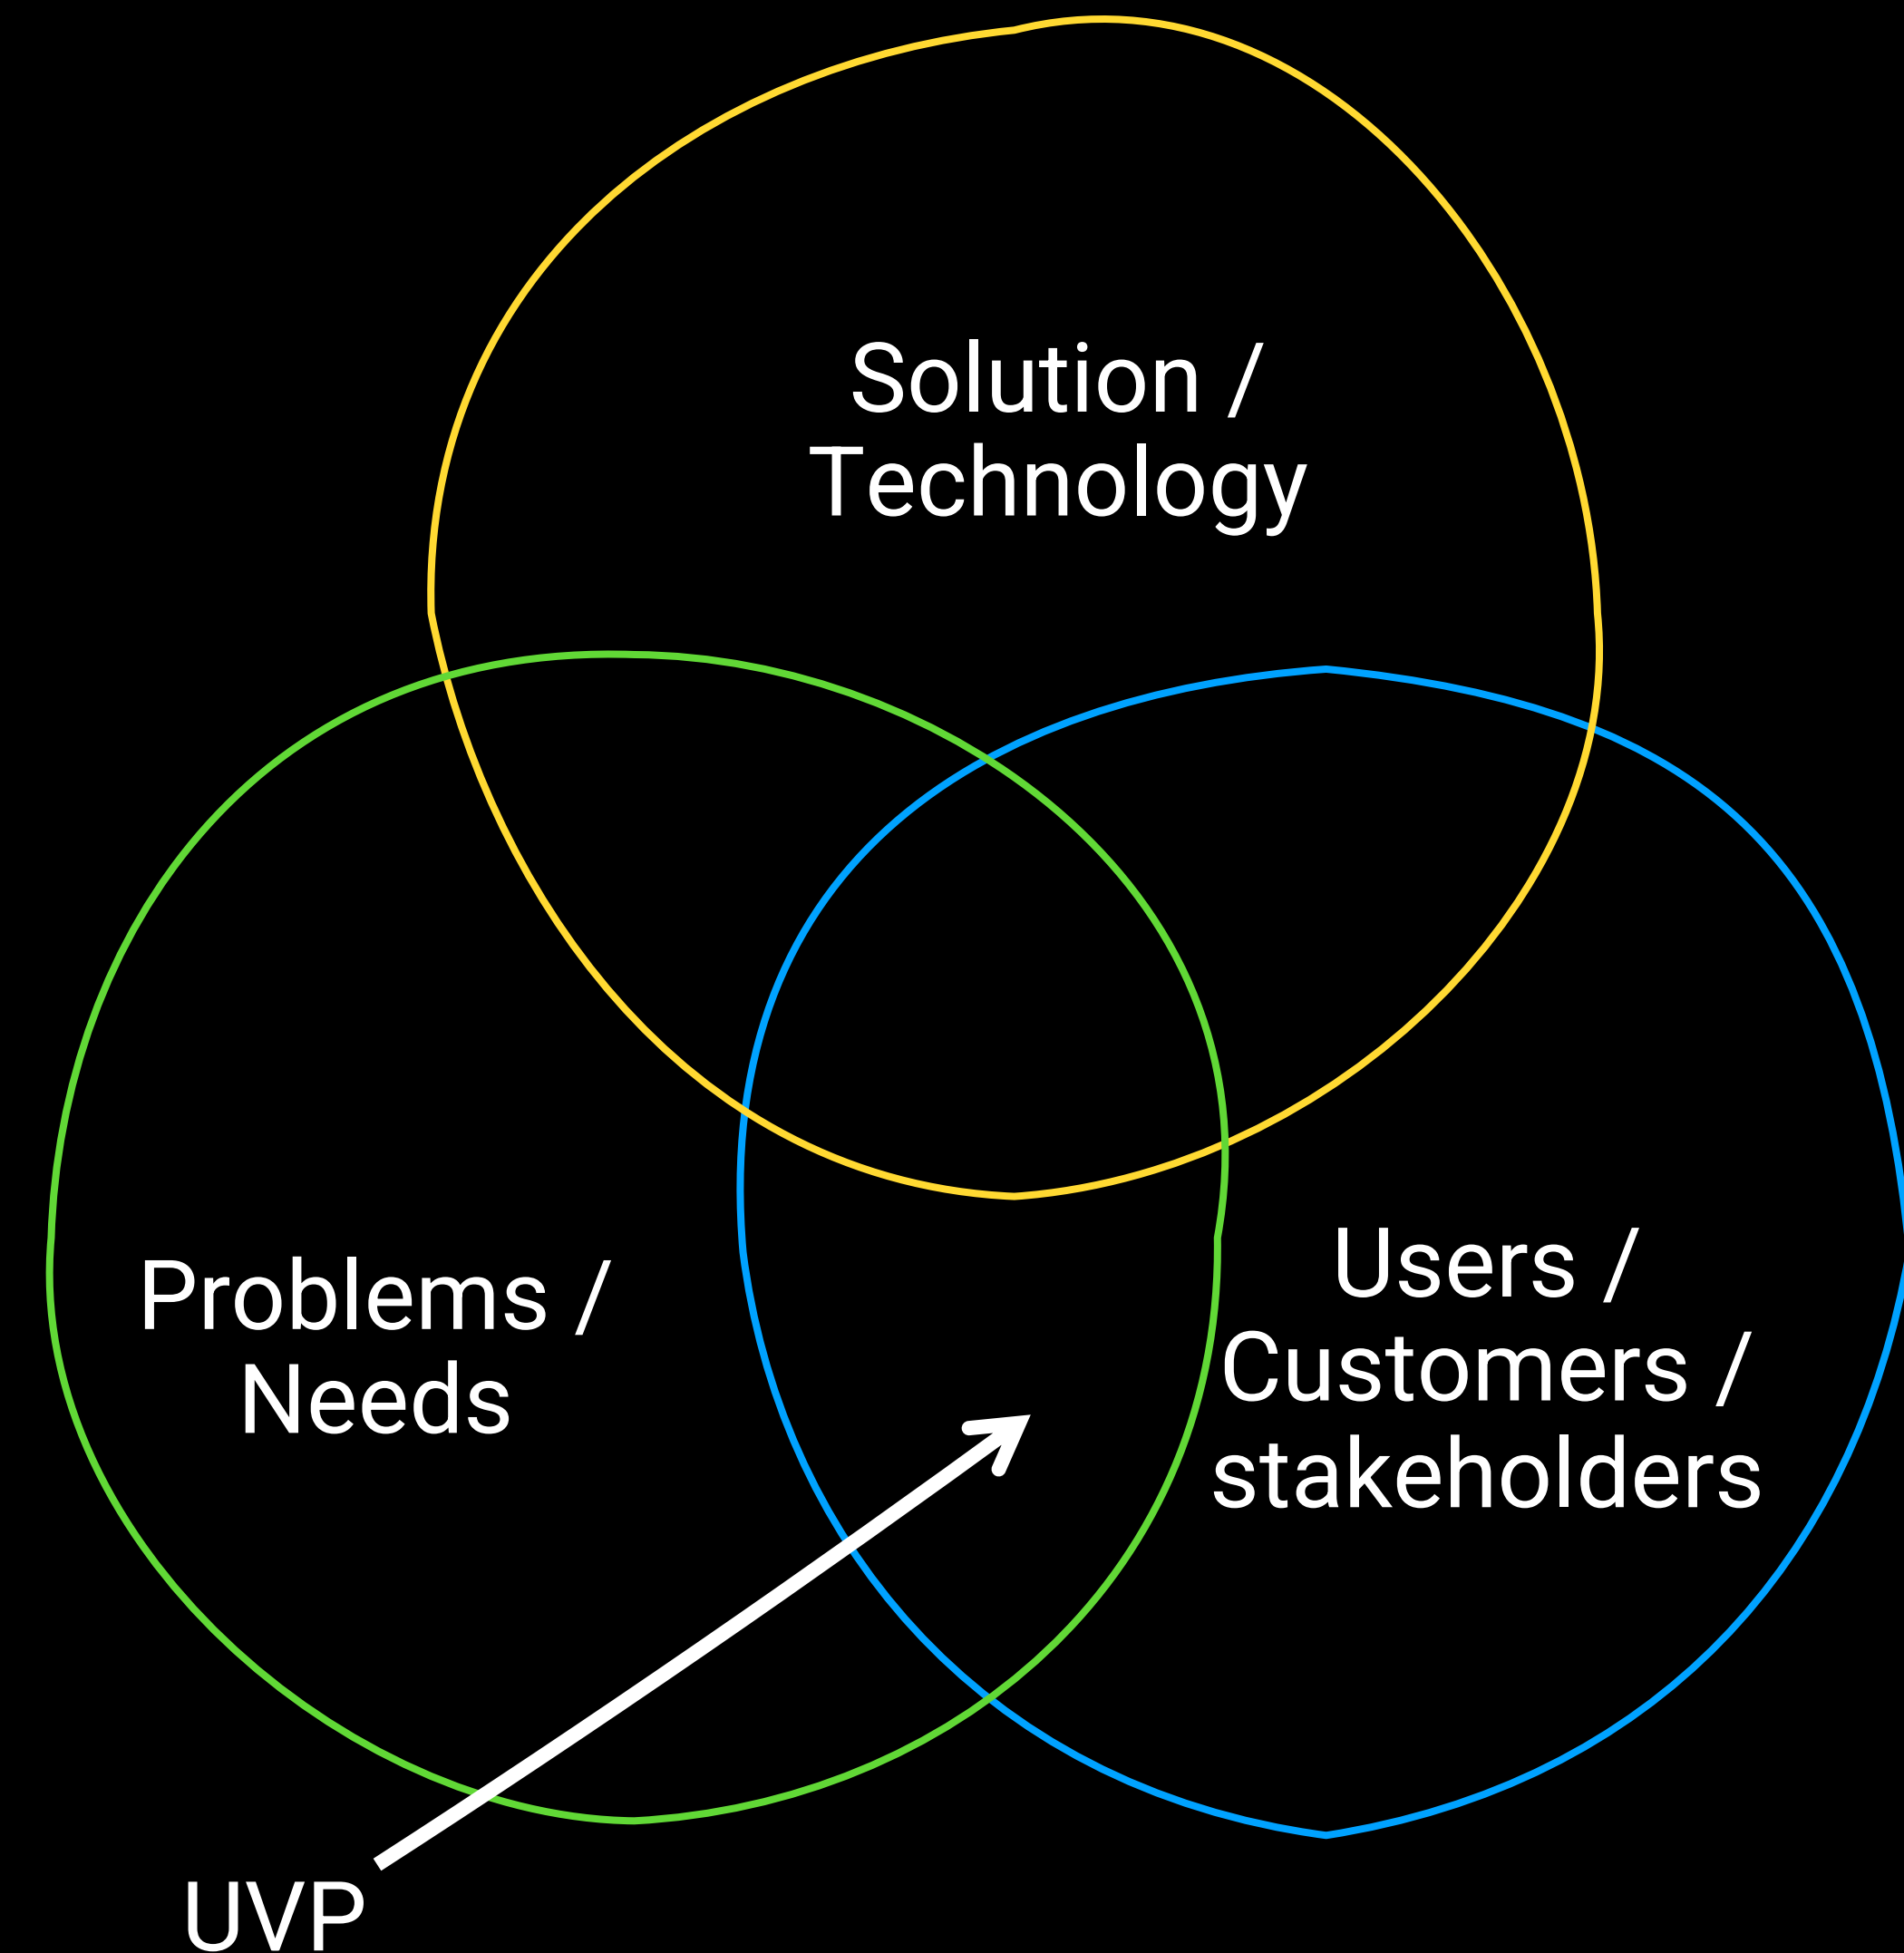 Solution /
Technology
Problems /
Needs
Users /
Customers /
stakeholders
UVP